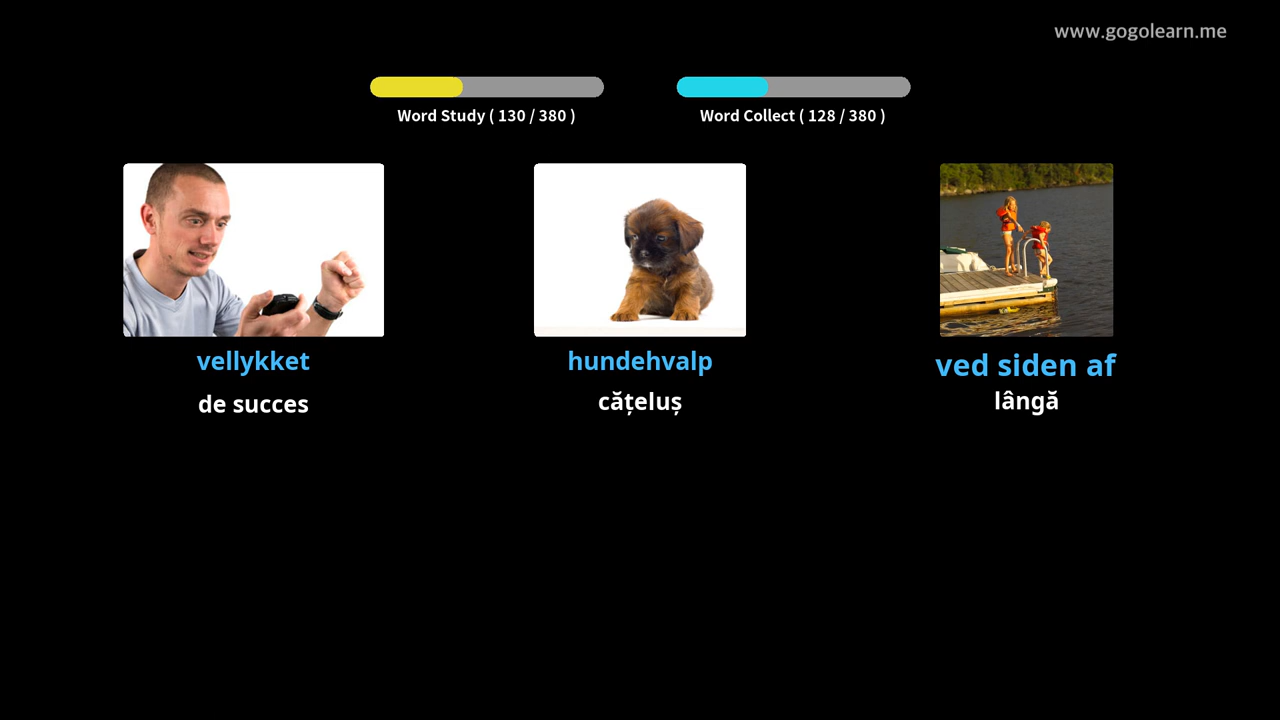 www.gogolearn.me
Word Study ( 130 / 380 )
Word Collect ( 128 / 380 )
vellykket
hundehvalp
ved siden af
de succes
cățeluș
lângă